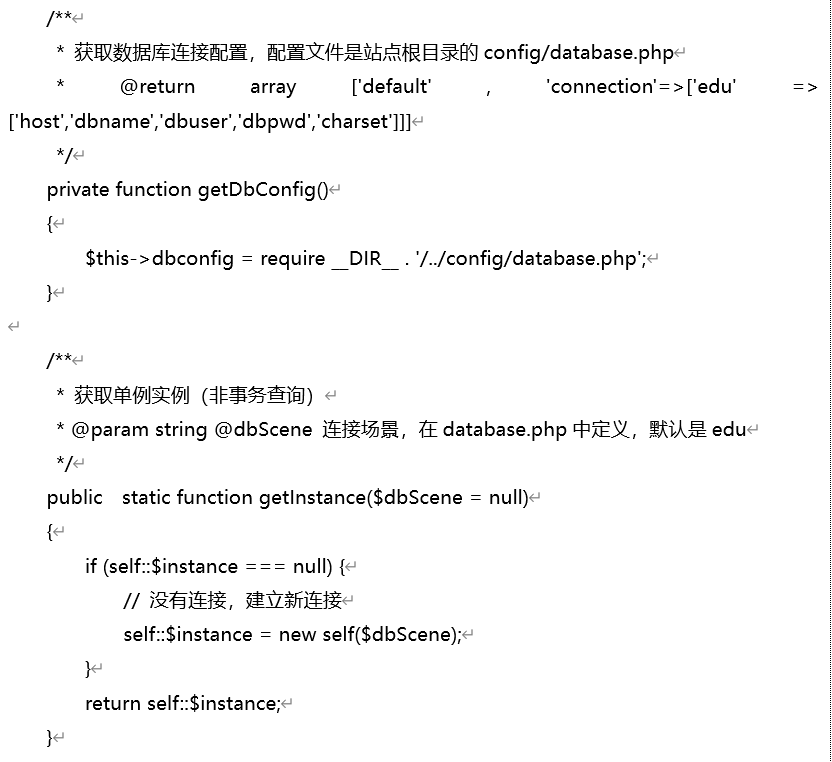 /**
* 获取数据库连接配置，配置文件是站点根目录的 config/database.php
* @return array ['default' , 'connection'=>['edu' =>
['host','dbname','dbuser','dbpwd','charset']]]
*/
private function getDbConfig()
{
$this->dbconfig = require __DIR__ . '/../config/database.php';
}
/**
* 获取单例实例（非事务查询）
* @param string @dbScene 连接场景，在 database.php 中定义，默认是 edu
*/
public static function getInstance($dbScene = null)
{
if (self::$instance === null) {
// 没有连接，建立新连接
self::$instance = new self($dbScene);
}
return self::$instance;
}